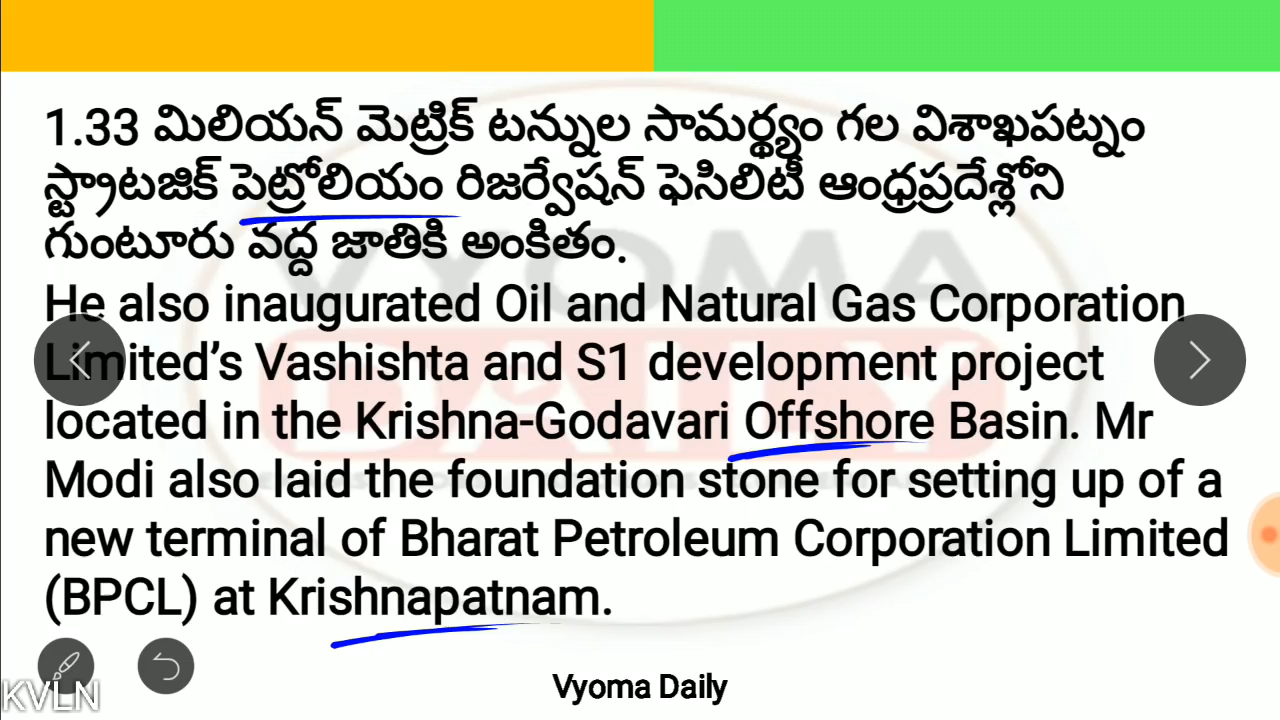 1.33 మిలియన్ మెట్రిక్ టన్నుల సామర్థ్యం గల విశాఖపట్నం
స్ట్రాటజిక్ పెట్రోలియం రిజర్వేషన్ ఫెసిలిటీ ఆంధ్రప్రదేశ్లోని
గుంటూరు వద్ద జాతికి అంకితం.
He also inaugurated Oil and Natural Gas Corporation
Limited’s Vashishta and S1 development project
located in the Krishna-Godavari Offshore Basin. Mr
Modi also laid the foundation stone for setting up of a
new terminal of Bharat Petroleum Corporation Limited
(BPCL) at Krishnapatnam.
VYOMA
DAILY
KVLN
Vyoma Daily